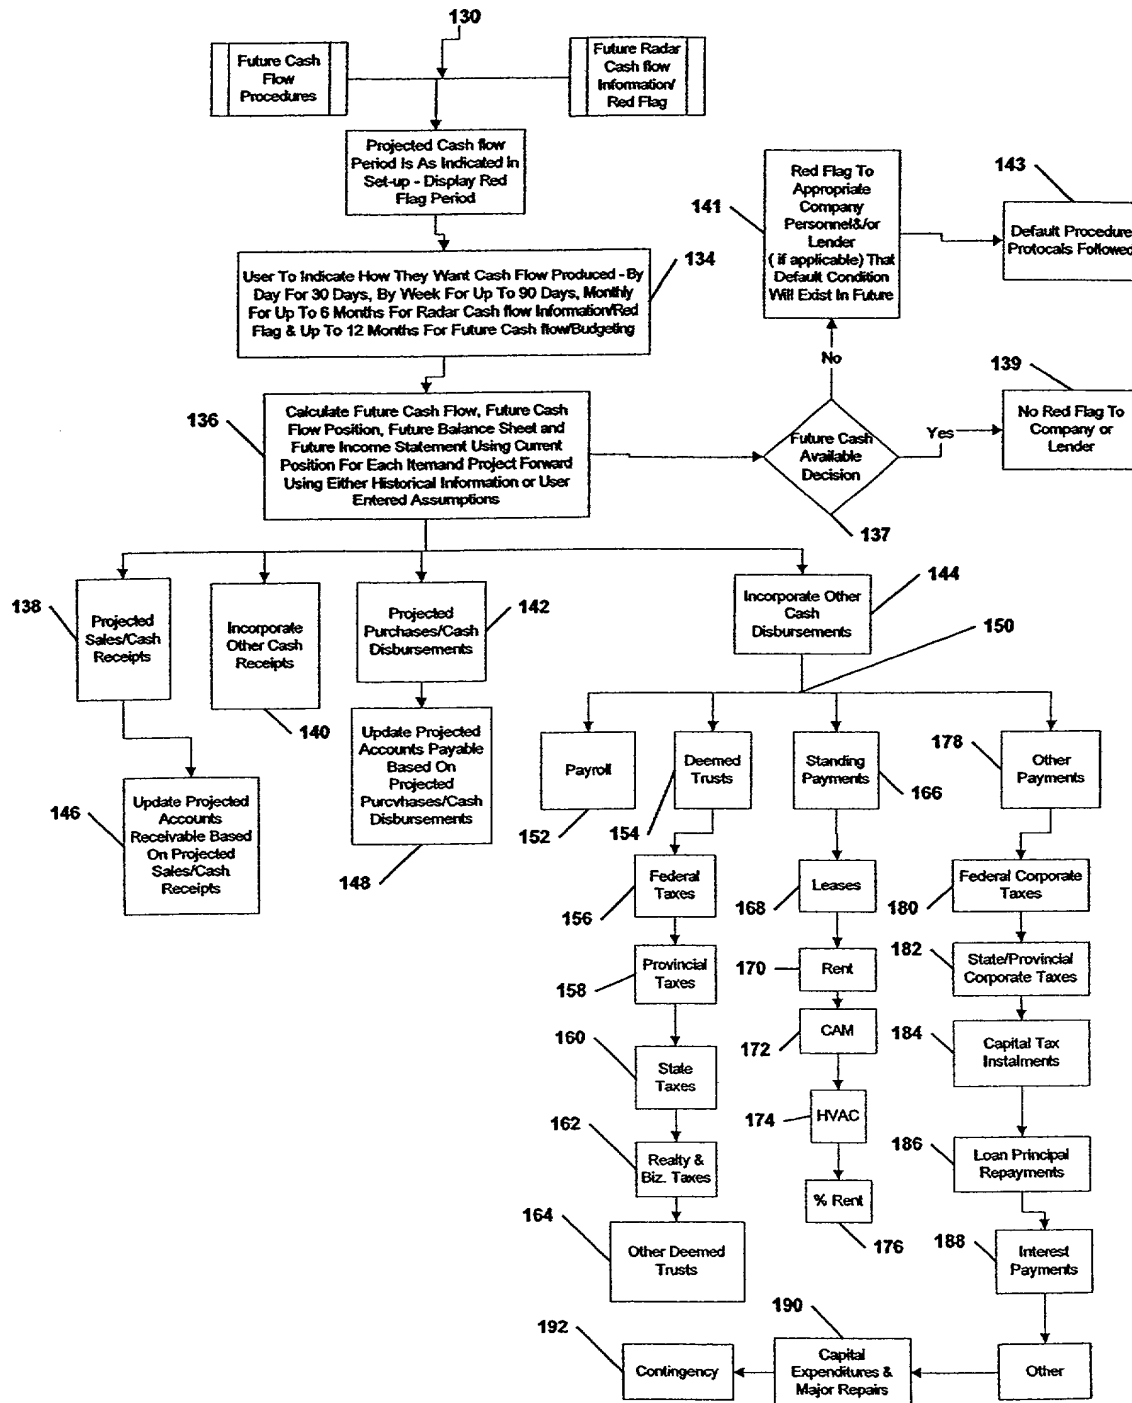 130
Future Cash
Flow
Procedures
Future Radar
Cash flow
Information/
Red Flag
Projected Cash flow
Period Is As Indicated In
Set-up - Display Red
Flag Period
134
User To Indicate How They Want Cash Flow Produced - By
Day For 30 Days, By Week For Up To 90 Days, Monthly
For Up To 6 Months For Radar Cash flow Information/Red
Flag & Up To 12 Months For Future Cash flow/Budgeting
141
Red Flag To
Appropriate
Company
Personnel&/or
Lender
( if applicable) That
Default Condition
Will Exist In Future
143
Default Procedure
Protocals Followed
No
139
No Red Flag To
Company or
Lender
Yes
Future Cash
Available
Decision
137
136
Calculate Future Cash Flow, Future Cash
Flow Position, Future Balance Sheet and
Future Income Statement Using Current
Position For Each Itemand Project Forward
Using Either Historical Information or User
Entered Assumptions
138
Projected
Sales/Cash
Receipts
Incorporate
Other Cash
Receipts
140
142
Projected
Purchases/Cash
Disbursements
144
Incorporate Other
Cash
Disbursements
150
146
Update Projected
Accounts
Receivable Based
On Projected
Sales/Cash
Receipts
Update Projected
Accounts Payable
Based On
Projected
Purcvhases/Cash
Disbursements
148
Payroll
152
Deemed
Trusts
154
Standing
Payments
166
178
Other
Payments
156
Federal
Taxes
158
Provincial
Taxes
160
State
Taxes
162
Realty &
Biz. Taxes
164
Other Deemed
Trusts
168
Leases
170
Rent
172
CAM
174
HVAC
% Rent
176
180
Federal Corporate
Taxes
182
State/Provincial
Corporate Taxes
184
Capital Tax
Instalments
186
Loan Principal
Repayments
188
Interest
Payments
Other
190
Capital
Expenditures &
Major Repairs
192
Contingency